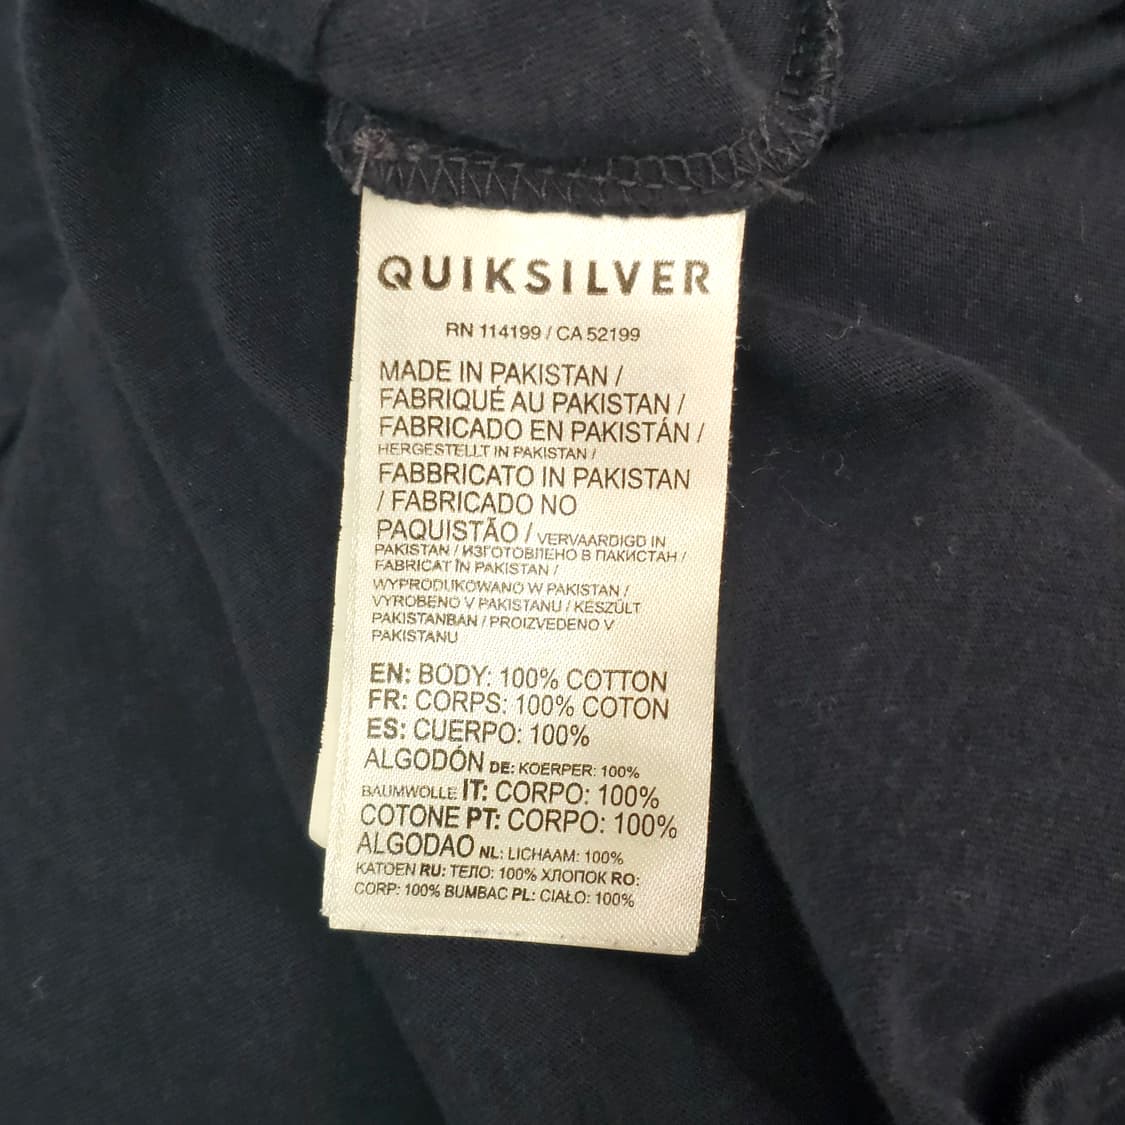 QUIKSILVER
RN 114199 / CA 52199
MADE IN PAKISTAN /
FABRIQUÉ AU PAKISTAN /
FABRICADO EN PAKISTÁN /
HERGESTELLT IN PAKISTAN /
FABBRICATO IN PAKISTAN
/ FABRICADO NO
PAQUISTÃO / VERVAARDIGD IN
PAKISTAN / ИЗГОТОВЛЕНО В ПАКИСТАН /
FABRICAT ÎN PAKISTAN /
WYPRODUKOWANO W PAKISTAN /
VYROBENO V PAKISTANU / KÉSZÜLT
PAKISTANBAN / PROIZVEDENO V
PAKISTANU
EN: BODY: 100% COTTON
FR: CORPS: 100% COTON
ES: CUERPO: 100%
ALGODÓN DE: KOERPER: 100%
BAUMWOLLE IT: CORPO: 100%
COTONE PT: CORPO: 100%
ALGODAO NL: LICHAAM: 100%
KATOEN RU: ТЕЛО: 100% ХЛОПОК RO:
CORP: 100% BUMBAC PL: CIAŁO: 100%